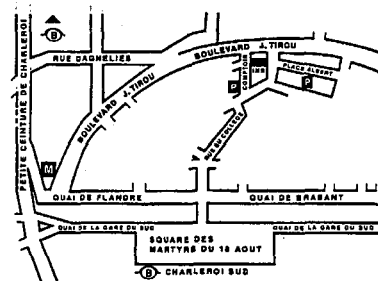 B
RUE DAGNELIES
BOULEVARD J. TIROU
PLACE ALBERT
COMPTOIR
P
P
BOULEVARD J. TIROU
PETITE CEINTURE DE CHARLEROI
RUE DU COLLEGE
M
QUAI DE FLANDRE
QUAI DE BRABANT
QUAI DE LA GARE DU SUD
QUAI DE LA GARE DU SUD
SQUARE DES
MARTYRS DU 18 AOUT
B CHARLEROI SUD